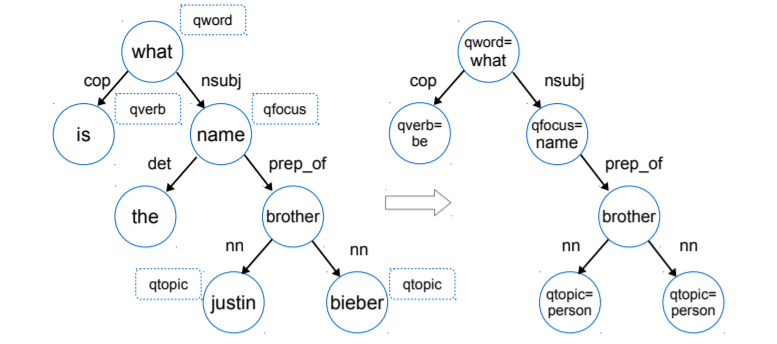 qword
what
qword=
what
cop
nsubj
cop
nsubj
is
qverb
name
qfocus
qverb=
be
qfocus=
name
det
prep_of
prep_of
the
brother
brother
nn
nn
nn
nn
qtopic
justin
bieber
qtopic
qtopic=
person
qtopic=
person